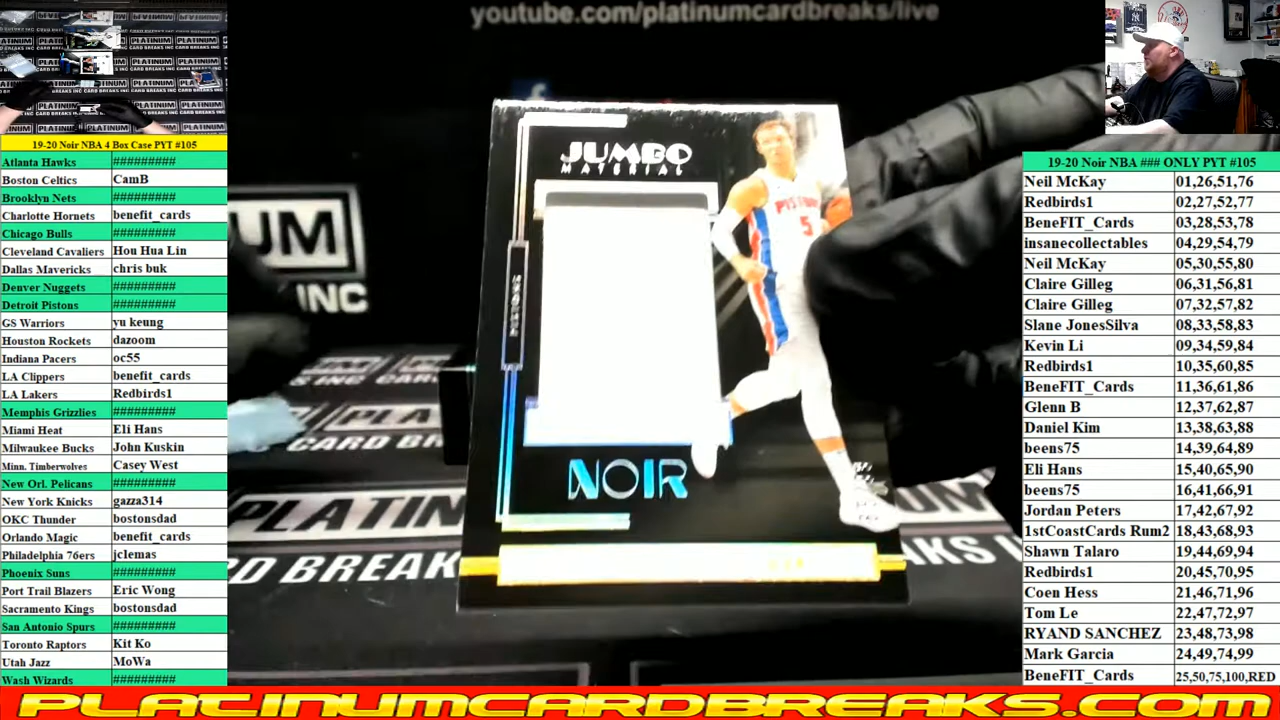 youtube.com/platinumcardbreaks/live
19-20 Noir NBA 4 Box Case PYT #105
Atlanta Hawks #########
Boston Celtics CamB
Brooklyn Nets #########
Charlotte Hornets benefit_cards
Chicago Bulls #########
Cleveland Cavaliers Hou Hua Lin
Dallas Mavericks chris buk
Denver Nuggets #########
Detroit Pistons #########
GS Warriors yu keung
Houston Rockets dazoom
Indiana Pacers oc55
LA Clippers benefit_cards
LA Lakers Redbirds1
Memphis Grizzlies #########
Miami Heat Eli Hans
Milwaukee Bucks John Kuskin
Minn. Timberwolves Casey West
New Orl. Pelicans #########
New York Knicks gazza314
OKC Thunder bostonsdad
Orlando Magic benefit_cards
Philadelphia 76ers jclemas
Phoenix Suns #########
Port Trail Blazers Eric Wong
Sacramento Kings bostonsdad
San Antonio Spurs #########
Toronto Raptors Kit Ko
Utah Jazz MoWa
Wash Wizards #########
JUMBO
MATERIAL
PISTONS
5
NOIR
19-20 Noir NBA ### ONLY PYT #105
Neil McKay 01,26,51,76
Redbirds1 02,27,52,77
BeneFIT_Cards 03,28,53,78
insanecollectables 04,29,54,79
Neil McKay 05,30,55,80
Claire Gilleg 06,31,56,81
Claire Gilleg 07,32,57,82
Slane JonesSilva 08,33,58,83
Kevin Li 09,34,59,84
Redbirds1 10,35,60,85
BeneFIT_Cards 11,36,61,86
Glenn B 12,37,62,87
Daniel Kim 13,38,63,88
beens75 14,39,64,89
Eli Hans 15,40,65,90
beens75 16,41,66,91
Jordan Peters 17,42,67,92
1stCoastCards Rum2 18,43,68,93
Shawn Talaro 19,44,69,94
Redbirds1 20,45,70,95
Coen Hess 21,46,71,96
Tom Le 22,47,72,97
RYAND SANCHEZ 23,48,73,98
Mark Garcia 24,49,74,99
BeneFIT_Cards 25,50,75,100,RED
PLATINUMCARDBREAKS.COM